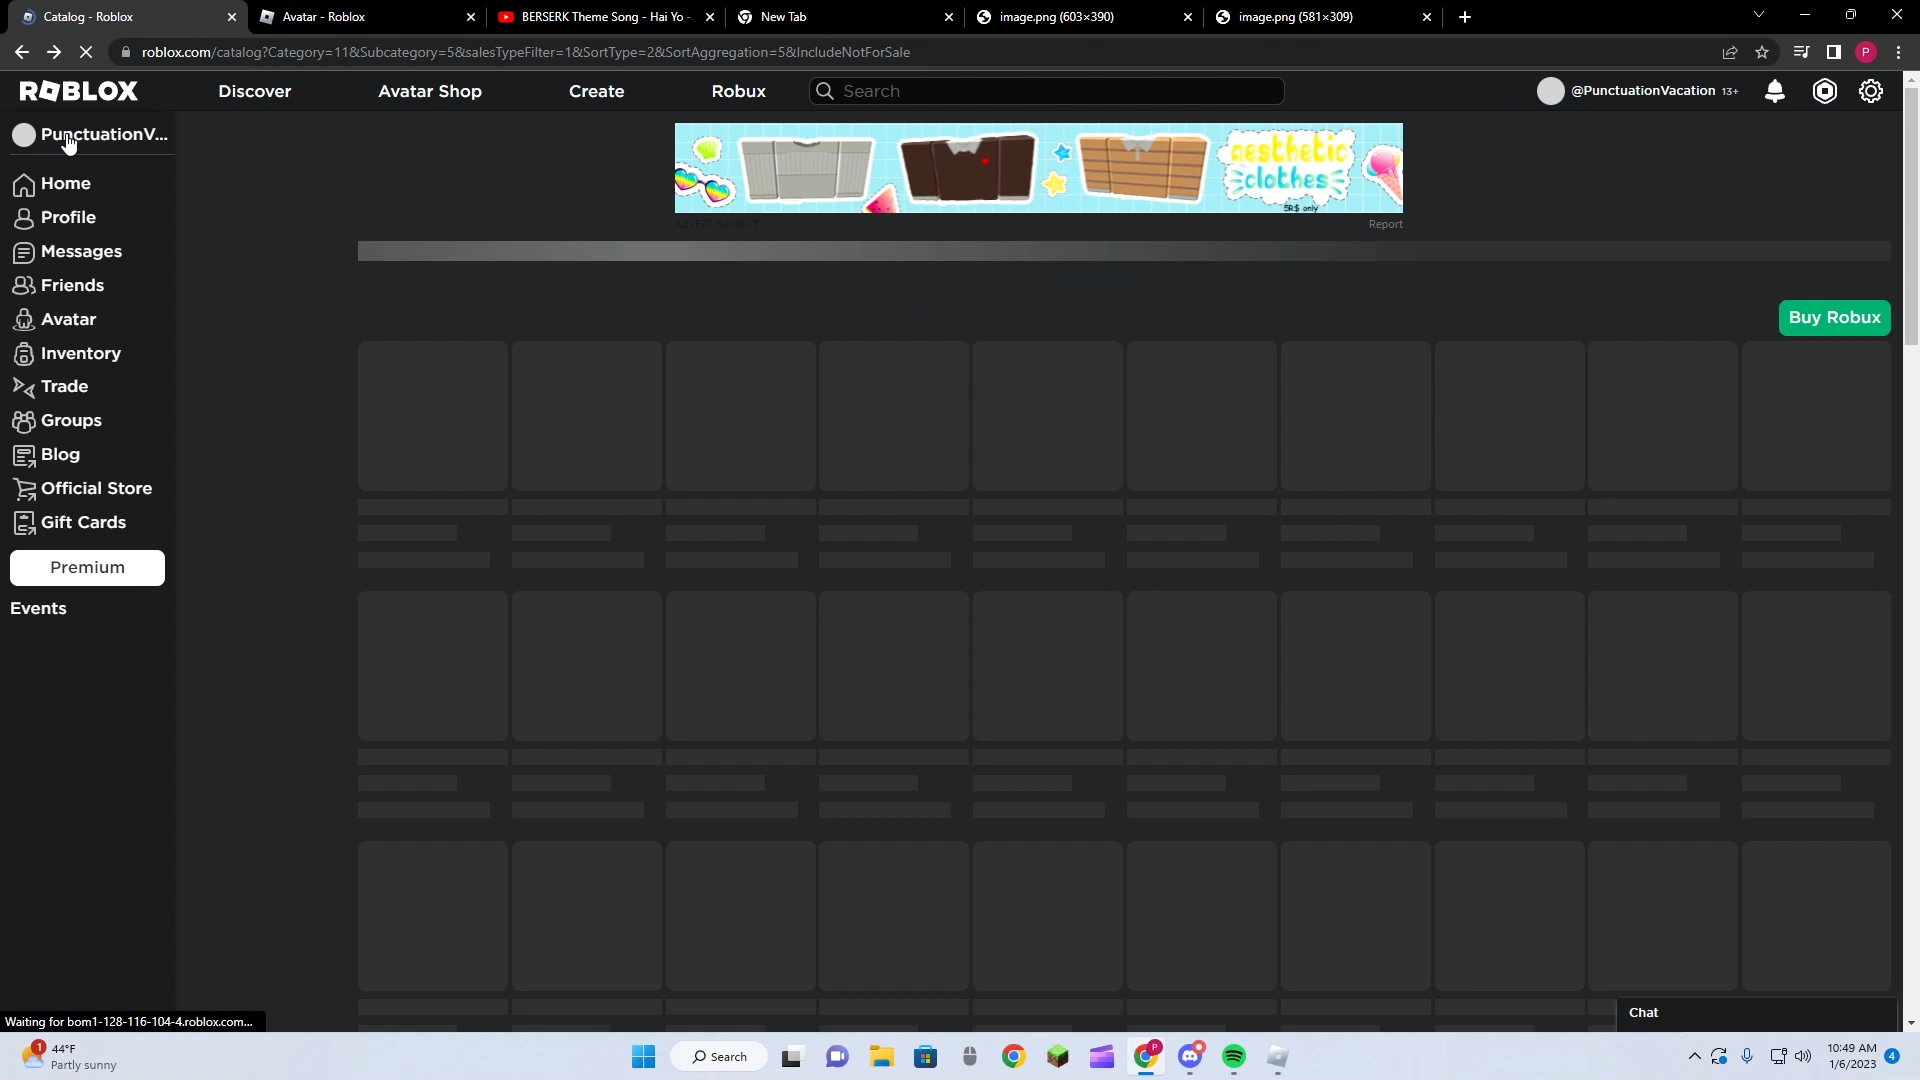 Catalog - Roblox
Avatar - Roblox
BERSERK Theme Song - Hai Yo -
New Tab
image.png (603×390)
image.png (581×309)
roblox.com/catalog?Category=11&Subcategory=5&salesTypeFilter=1&SortType=2&SortAggregation=5&IncludeNotForSale
P
ROBLOX
Discover
Avatar Shop
Create
Robux
Search
@PunctuationVacation 13+
PunctuationV...
aesthetic
clothes
5R$ only
ADVERTISEMENT
Report
Home
Profile
Messages
Friends
Avatar
Inventory
Trade
Groups
Blog
Official Store
Gift Cards
Premium
Events
Buy Robux
Chat
Waiting for bom1-128-116-104-4.roblox.com...
1
44°F
Partly sunny
Search
P
10:49 AM
1/6/2023
4